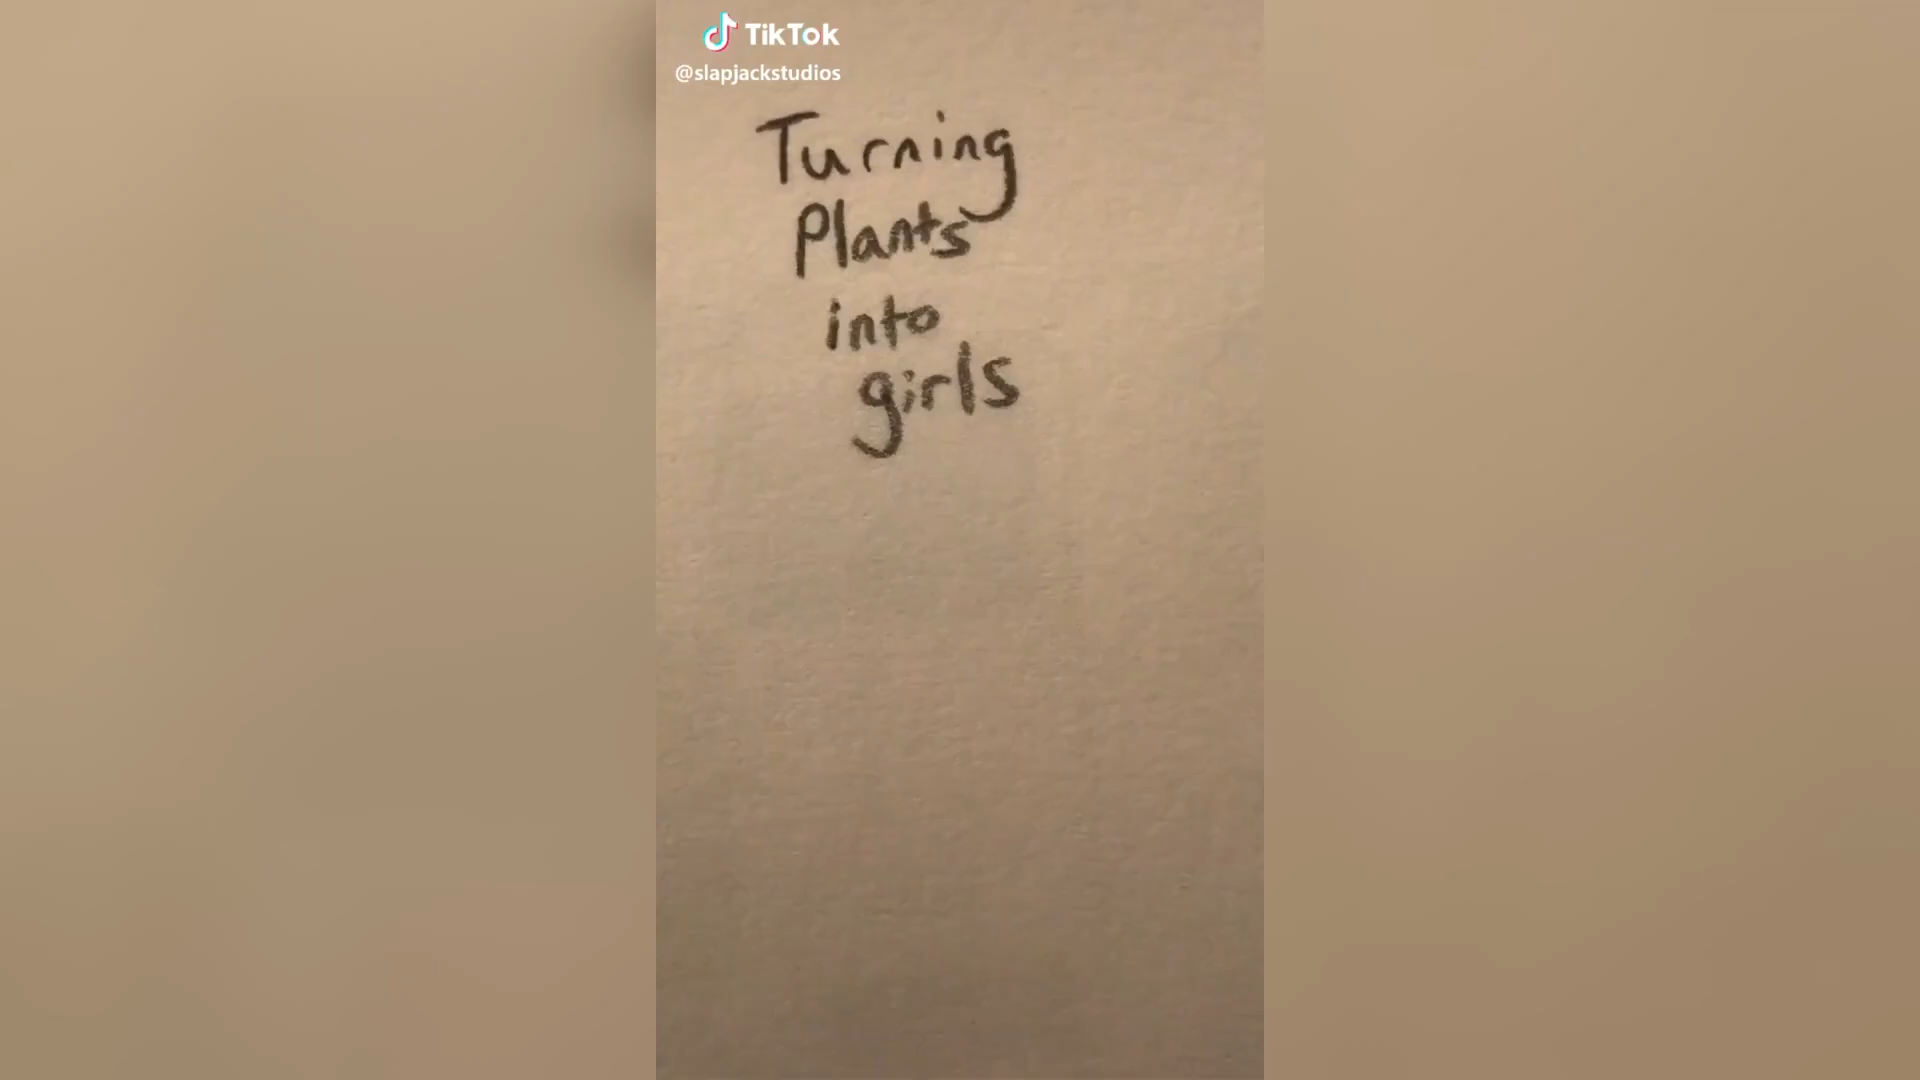 TikTok
@slapjackstudios
Turning
Plants
into
girls